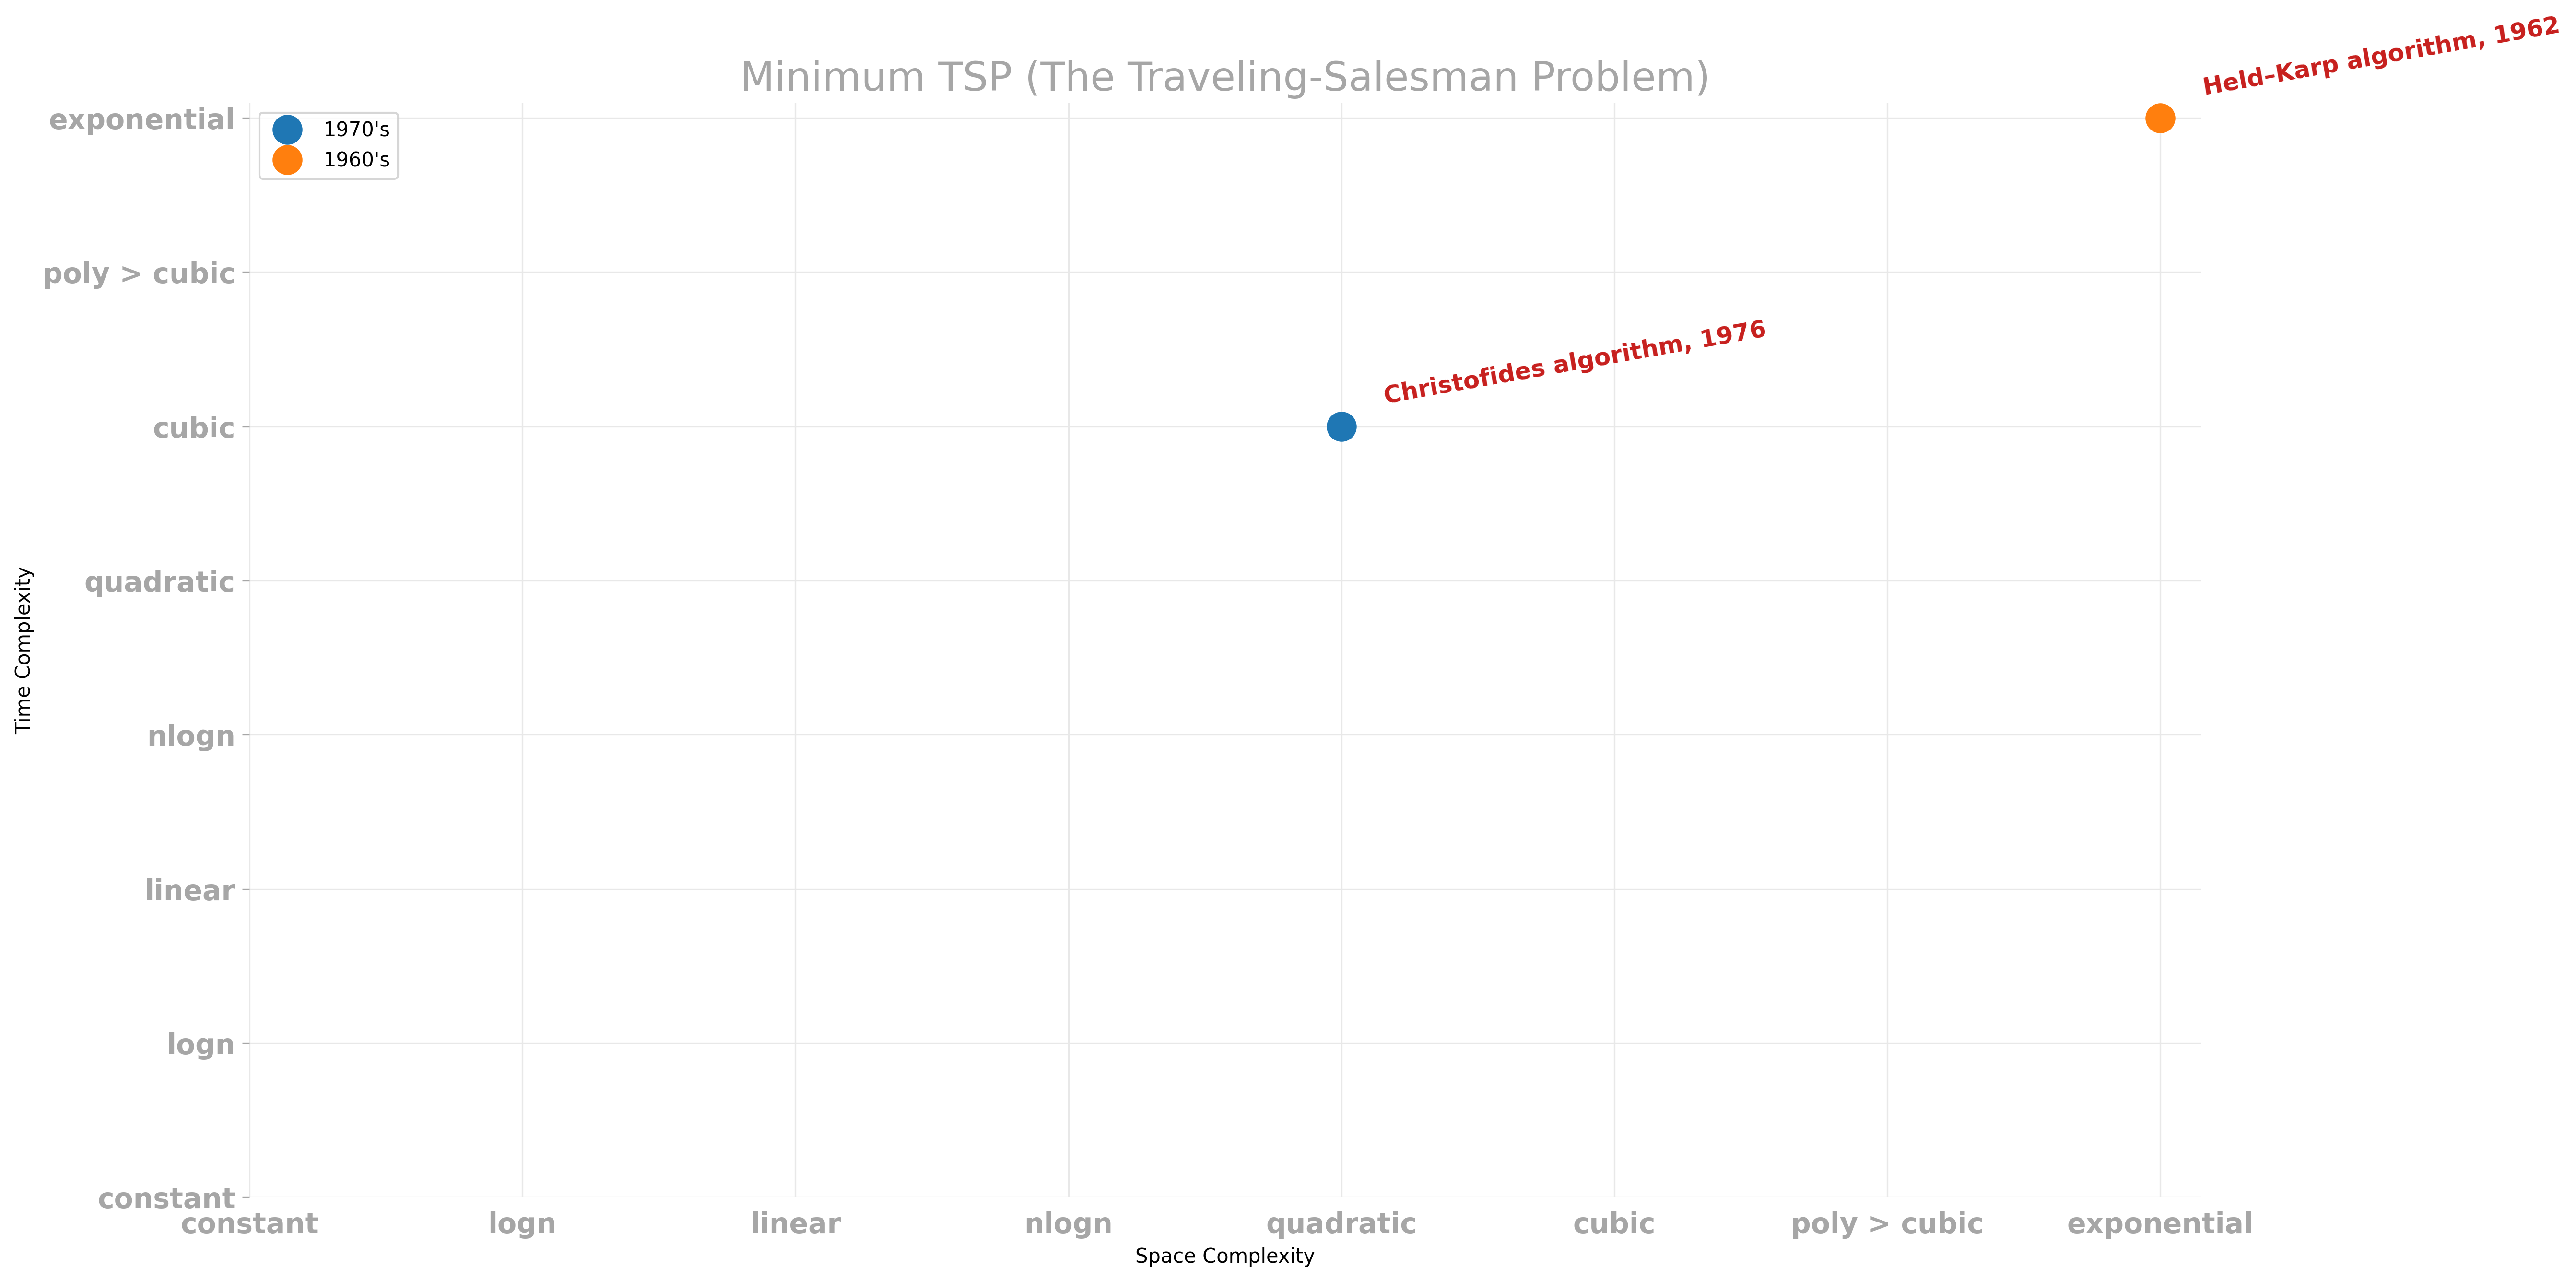 Held–Karp algorithm, 1962
Minimum TSP (The Traveling-Salesman Problem)
exponential
1970's
1960's
poly > cubic
Christofides algorithm, 1976
cubic
quadratic
Time Complexity
nlogn
linear
logn
constant
constant
logn
linear
nlogn
quadratic
cubic
poly > cubic
exponential
Space Complexity